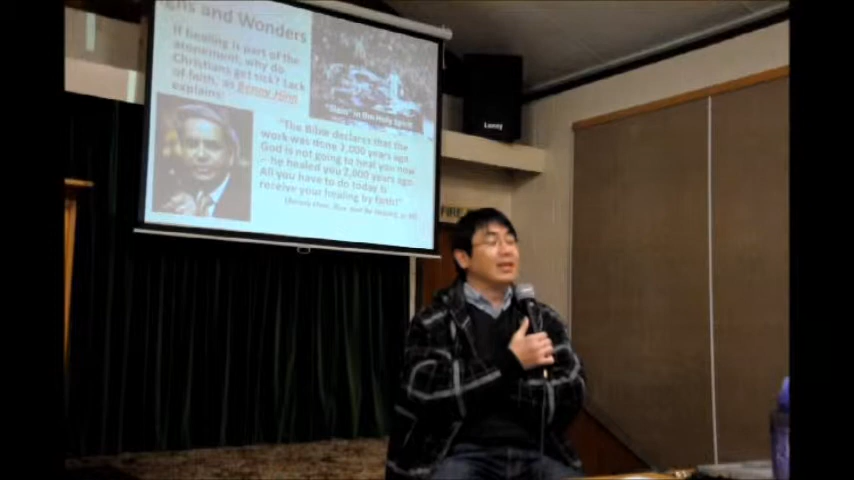 gns and Wonders
If healing is part of the
atonement, why do
Christians get sick? Lack
of faith, as Benny Hinn
explains:
"Slain" in the Holy Spirit
"The Bible declares that the
work was done 2,000 years ago.
God is not going to heal you now
– he healed you 2,000 years ago.
All you have to do today is
receive your healing by faith"
FIRE